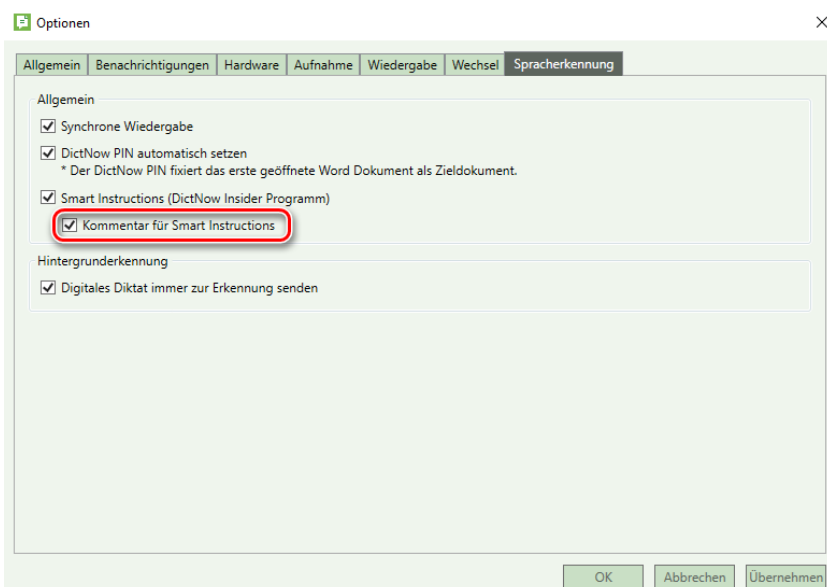 Optionen
Allgemein Benachrichtigungen Hardware Aufnahme Wiedergabe Wechsel Spracherkennung
Allgemein
Synchrone Wiedergabe
DictNow PIN automatisch setzen
* Der DictNow PIN fixiert das erste geöffnete Word Dokument als Zieldokument.
Smart Instructions (DictNow Insider Programm)
Kommentar für Smart Instructions
Hintergrunderkennung
Digitales Diktat immer zur Erkennung senden
OK Abbrechen Übernehmen